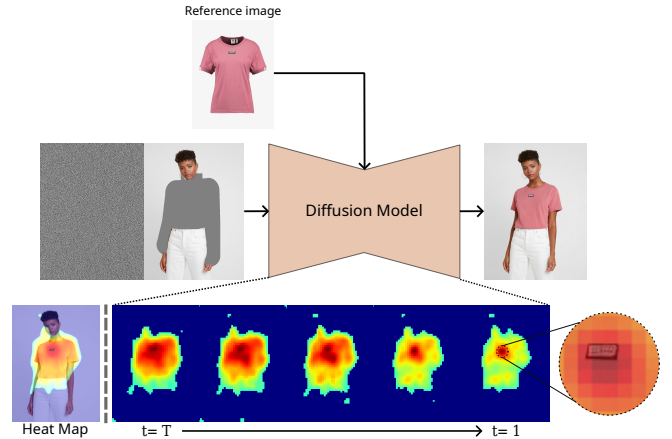 Reference image
Diffusion Model
Heat Map
t= T
t= 1